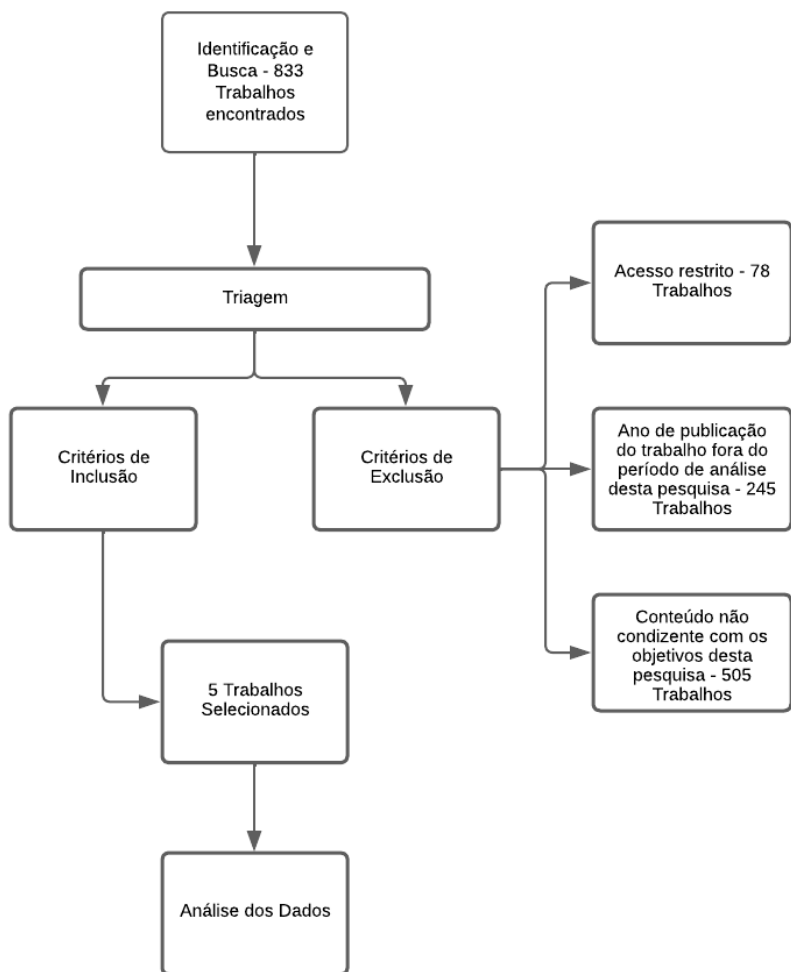 Identificação e
Busca - 833
Trabalhos
encontrados
Triagem
Critérios de
Inclusão
Critérios de
Exclusão
Acesso restrito - 78
Trabalhos
Ano de publicação
do trabalho fora do
período de análise
desta pesquisa - 245
Trabalhos
Conteúdo não
condizente com os
objetivos desta
pesquisa - 505
Trabalhos
5 Trabalhos
Selecionados
Análise dos Dados